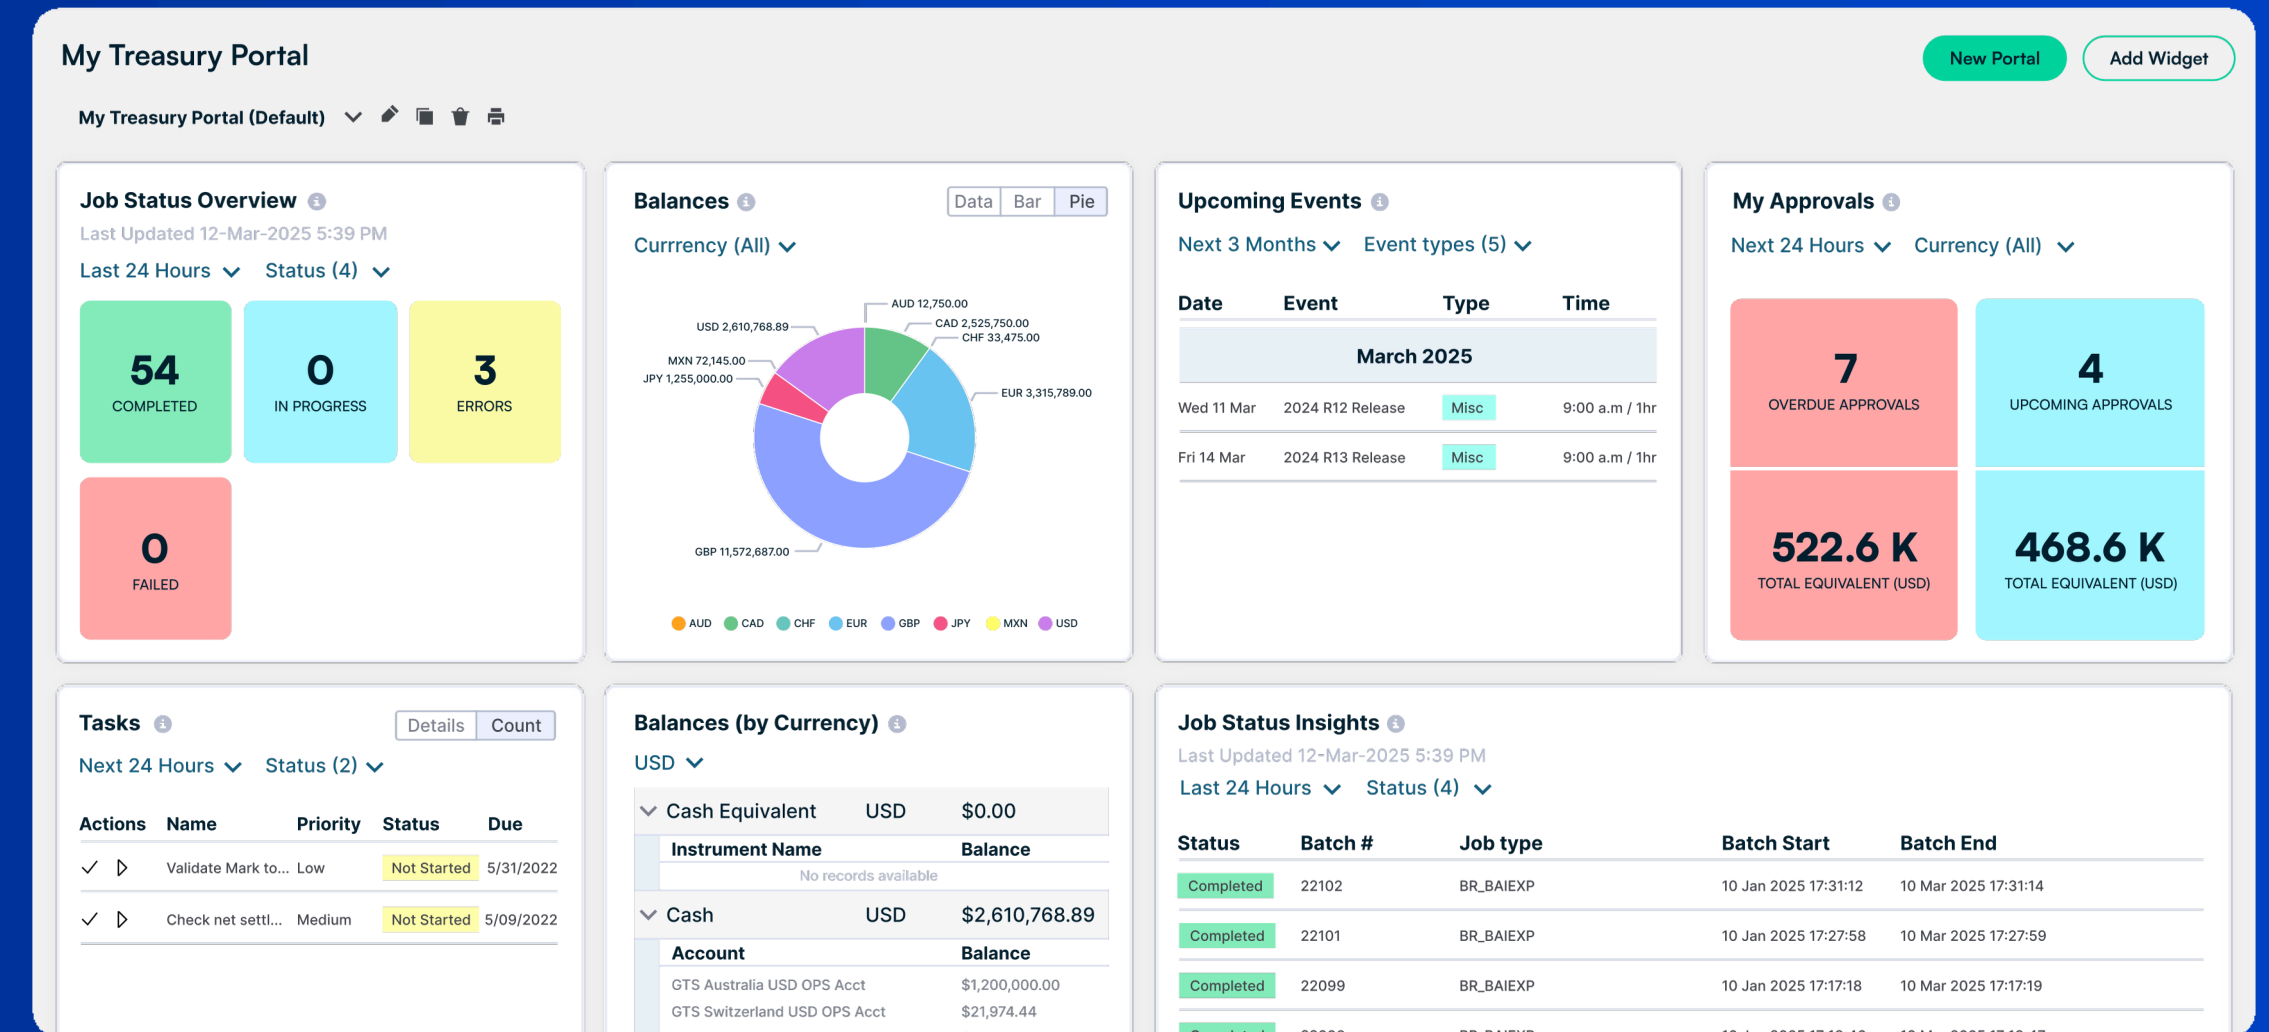 My Treasury Portal
New Portal
Add Widget
My Treasury Portal (Default)
Job Status Overview
Last Updated 12-Mar-2025 5:39 PM
Last 24 Hours Status (4)
54
COMPLETED
0
IN PROGRESS
3
ERRORS
0
FAILED
Balances
Data Bar Pie
Currrency (All)
AUD 12,750.00
CAD 2,525,750.00
CHF 33,475.00
EUR 3,315,789.00
GBP 11,572,687.00
JPY 1,255,000.00
MXN 72,145.00
USD 2,610,768.89
AUD CAD CHF EUR GBP JPY MXN USD
Upcoming Events
Next 3 Months Event types (5)
Date Event Type Time
March 2025
Wed 11 Mar 2024 R12 Release Misc 9:00 a.m / 1hr
Fri 14 Mar 2024 R13 Release Misc 9:00 a.m / 1hr
My Approvals
Next 24 Hours Currency (All)
7
OVERDUE APPROVALS
4
UPCOMING APPROVALS
522.6 K
TOTAL EQUIVALENT (USD)
468.6 K
TOTAL EQUIVALENT (USD)
Tasks
Details Count
Next 24 Hours Status (2)
Actions Name Priority Status Due
Validate Mark to... Low Not Started 5/31/2022
Check net settl... Medium Not Started 5/09/2022
Balances (by Currency)
USD
Cash Equivalent USD $0.00
Instrument Name Balance
No records available
Cash USD $2,610,768.89
Account Balance
GTS Australia USD OPS Acct $1,200,000.00
GTS Switzerland USD OPS Acct $21,974.44
Job Status Insights
Last Updated 12-Mar-2025 5:39 PM
Last 24 Hours Status (4)
Status Batch # Job type Batch Start Batch End
Completed 22102 BR_BAIEXP 10 Jan 2025 17:31:12 10 Mar 2025 17:31:14
Completed 22101 BR_BAIEXP 10 Jan 2025 17:27:58 10 Mar 2025 17:27:59
Completed 22099 BR_BAIEXP 10 Jan 2025 17:17:18 10 Mar 2025 17:17:19